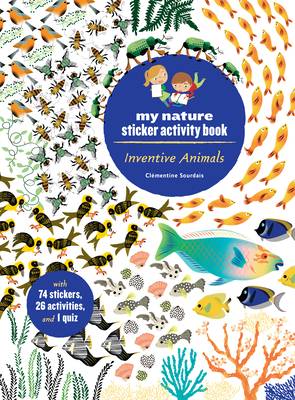 my nature
sticker activity book
Inventive Animals
Clémentine Sourdais
with
74 stickers,
26 activities,
and 1 quiz